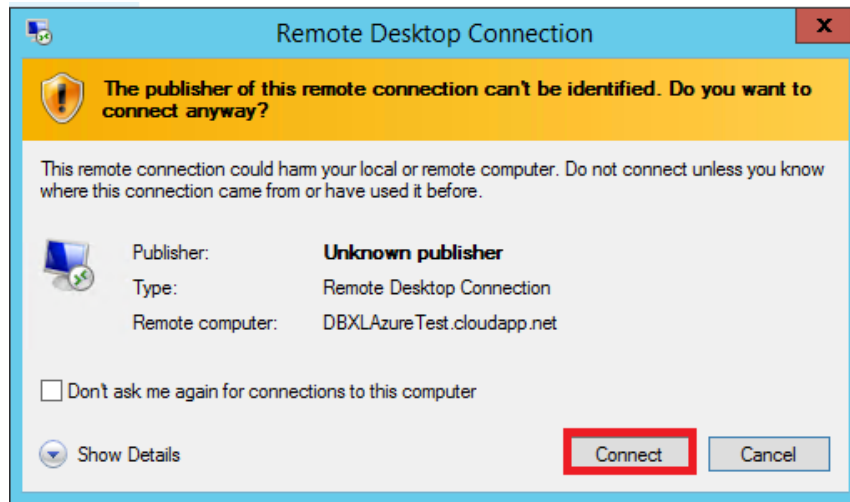 Remote Desktop Connection
x
The publisher of this remote connection can't be identified. Do you want to
connect anyway?
This remote connection could harm your local or remote computer. Do not connect unless you know
where this connection came from or have used it before.
Publisher: Unknown publisher
Type: Remote Desktop Connection
Remote computer: DBXLAzureTest.cloudapp.net
Don't ask me again for connections to this computer
Show Details Connect Cancel